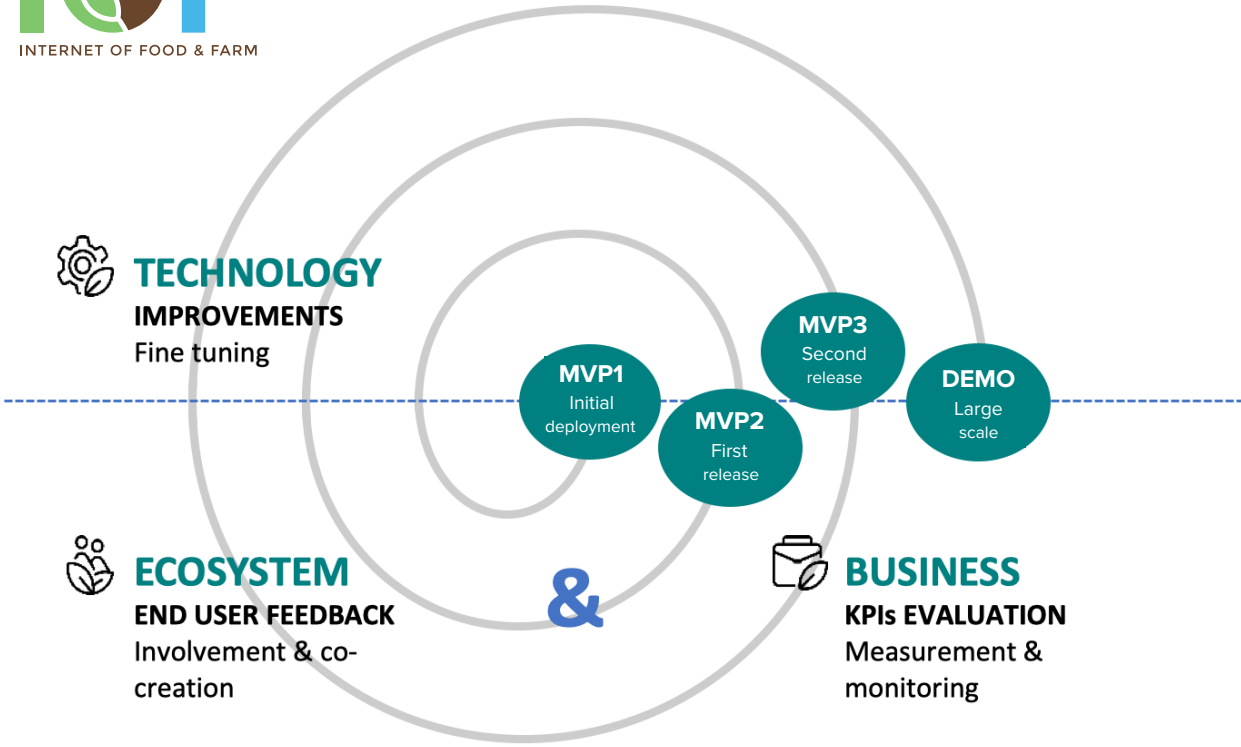 INTERNET OF FOOD & FARM
TECHNOLOGY
IMPROVEMENTS
Fine tuning
MVP1
Initial
deployment
MVP2
First
release
MVP3
Second
release
DEMO
Large
scale
ECOSYSTEM
END USER FEEDBACK
Involvement & co-
creation
&
BUSINESS
KPIs EVALUATION
Measurement &
monitoring